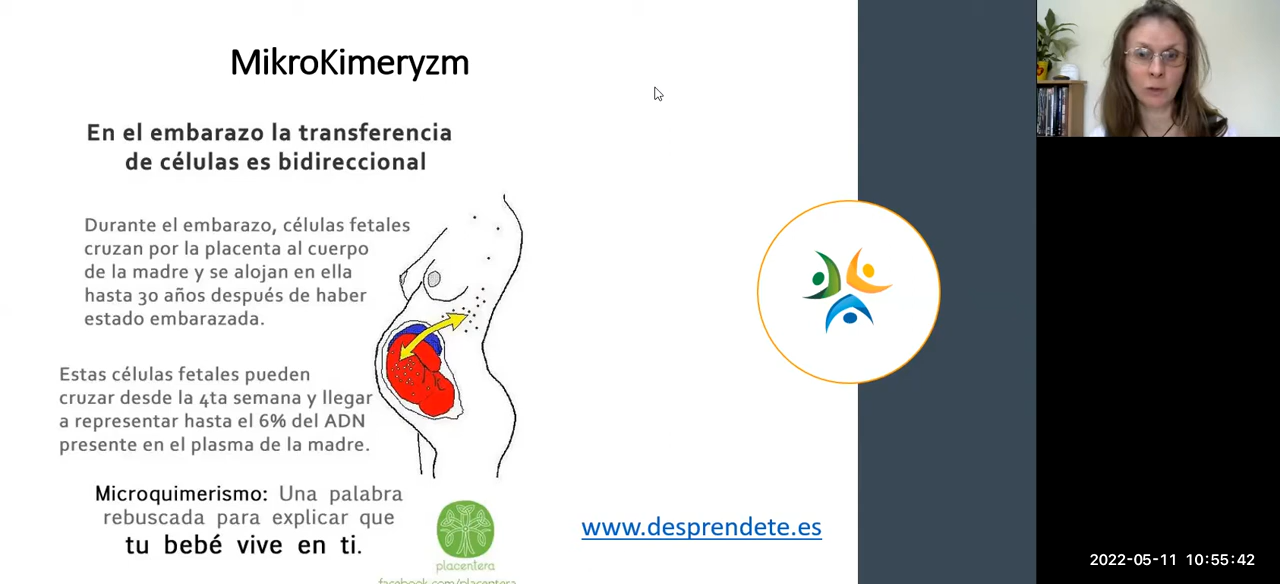 MikroKimeryzm
En el embarazo la transferencia
de células es bidireccional
Durante el embarazo, células fetales
cruzan por la placenta al cuerpo
de la madre y se alojan en ella
hasta 30 años después de haber
estado embarazada.
Estas células fetales pueden
cruzar desde la 4ta semana y llegar
a representar hasta el 6% del ADN
presente en el plasma de la madre.
Microquimerismo: Una palabra
rebuscada para explicar que
tu bebé vive en ti.
placentera
facebook.com/placentera
www.desprendete.es
2022-05-11 10:55:42